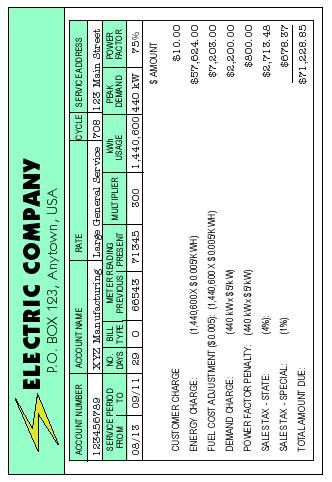 ELECTRIC COMPANY
P.O. BOX 123, Anytown, USA
ACCOUNT NUMBER ACCOUNT NAME RATE CYCLE SERVICE ADDRESS
123456789 XYZ Manufacturing Large General Service 708 123 Main Street
SERVICE PERIOD NO. BILL METER READING MULTIPLIER kWh PEAK POWER
FROM TO DAYS TYPE PREVIOUS PRESENT USAGE DEMAND FACTOR
08/13 09/11 29 0 66543 71345 300 1,440,600 440 kW 75%
$ AMOUNT
CUSTOMER CHARGE $10.00
ENERGY CHARGE: (1,440,600 X $0.005/KWH) $57,624.00
FUEL COST ADJUSTMENT ($0.005): (1,440,600 X $0.005/KWH) $7,203.00
DEMAND CHARGE: (440 kW x $5/kW) $2,200.00
POWER FACTOR PENALTY: (440 kW x $5/kW) $800.00
SALES TAX - STATE: (4%) $2,713.48
SALES TAX - SPECIAL: (1%) $678.37
TOTAL AMOUNT DUE: $71,228.85